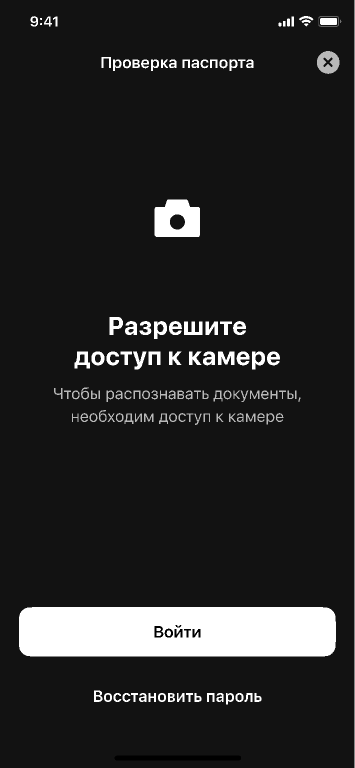 9:41
Проверка паспорта
Разрешите
доступ к камере
Чтобы распознавать документы,
необходим доступ к камере
Войти
Восстановить пароль